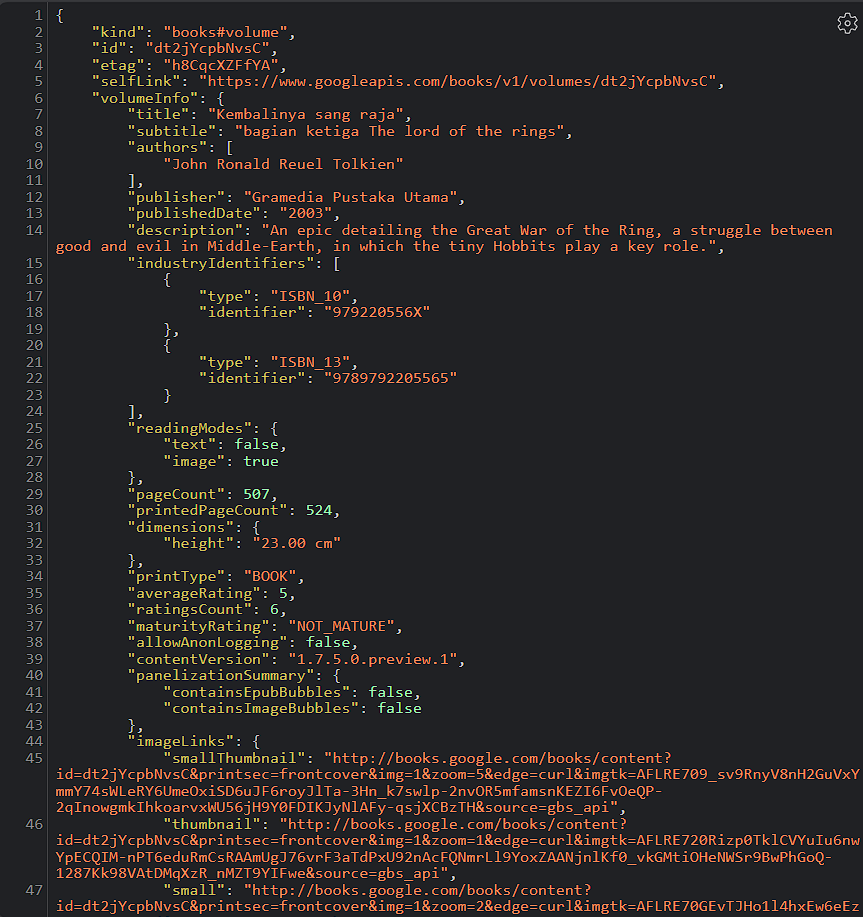 1 {
2 "kind": "books#volume",
3 "id": "dt2jYcpbNvsC",
4 "etag": "h8CqcXZFfYA",
5 "selfLink": "https://www.googleapis.com/books/v1/volumes/dt2jYcpbNvsC",
6 "volumeInfo": {
7 "title": "Kembalinya sang raja",
8 "subtitle": "bagian ketiga The lord of the rings",
9 "authors": [
10 "John Ronald Reuel Tolkien"
11 ],
12 "publisher": "Gramedia Pustaka Utama",
13 "publishedDate": "2003",
14 "description": "An epic detailing the Great War of the Ring, a struggle between
good and evil in Middle-Earth, in which the tiny Hobbits play a key role.",
15 "industryIdentifiers": [
16 {
17 "type": "ISBN_10",
18 "identifier": "979220556X"
19 },
20 {
21 "type": "ISBN_13",
22 "identifier": "9789792205565"
23 }
24 ],
25 "readingModes": {
26 "text": false,
27 "image": true
28 },
29 "pageCount": 507,
30 "printedPageCount": 524,
31 "dimensions": {
32 "height": "23.00 cm"
33 },
34 "printType": "BOOK",
35 "averageRating": 5,
36 "ratingsCount": 6,
37 "maturityRating": "NOT_MATURE",
38 "allowAnonLogging": false,
39 "contentVersion": "1.7.5.0.preview.1",
40 "panelizationSummary": {
41 "containsEpubBubbles": false,
42 "containsImageBubbles": false
43 },
44 "imageLinks": {
45 "smallThumbnail": "http://books.google.com/books/content?
id=dt2jYcpbNvsC&printsec=frontcover&img=1&zoom=5&edge=curl&imgtk=AFLRE709_sv9RnyV8nH2GuVxY
mmY74sWLeRY6UmeOxiSD6uJF6royJlTa-3Hn_k7swlp-2nvOR5mfamsnKEZI6FvOeQP-
2qInowgmkIhkoarvxWU56jH9Y0FDIKJyNlAFy-qsjXCBzTH&source=gbs_api",
46 "thumbnail": "http://books.google.com/books/content?
id=dt2jYcpbNvsC&printsec=frontcover&img=1&zoom=1&edge=curl&imgtk=AFLRE720Rizp0TklCVYuIu6nw
YpECQIM-nPT6eduRmCsRAAmUgJ76vrF3aTdPxU92nAcFQNmrLl9YoxZAANjnlKf0_vkGMtiOHeNWSr9BwPhGoQ-
1287Kk98VAtDMqXzR_nMZT9YIFwe&source=gbs_api",
47 "small": "http://books.google.com/books/content?
id=dt2jYcpbNvsC&printsec=frontcover&img=1&zoom=2&edge=curl&imgtk=AFLRE70GEvTJHo1l4hxEw6eEz